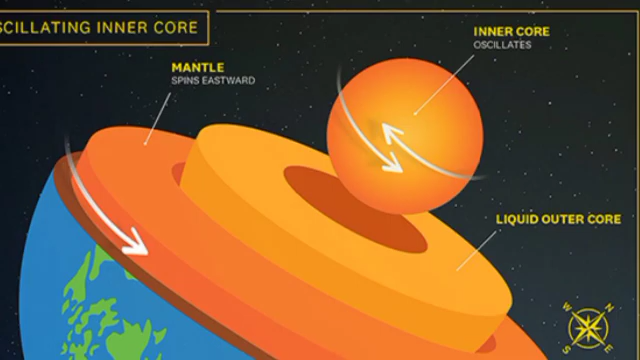 SCILLATING INNER CORE
INNER CORE
OSCILLATES
MANTLE
SPINS EASTWARD
LIQUID OUTER CORE
W N
S E